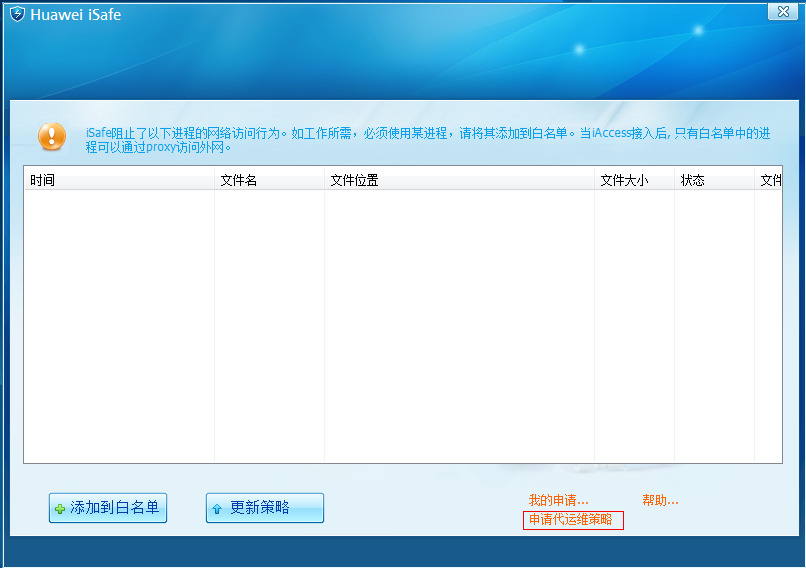 Huawei iSafe
iSafe阻止了以下进程的网络访问行为。如工作所需，必须使用某进程，请将其添加到白名单。当iAccess接入后, 只有白名单中的进
程可以通过proxy访问外网。
时间 文件名 文件位置 文件大小 状态 文件
添加到白名单 更新策略 我的申请... 帮助...
申请代运维策略